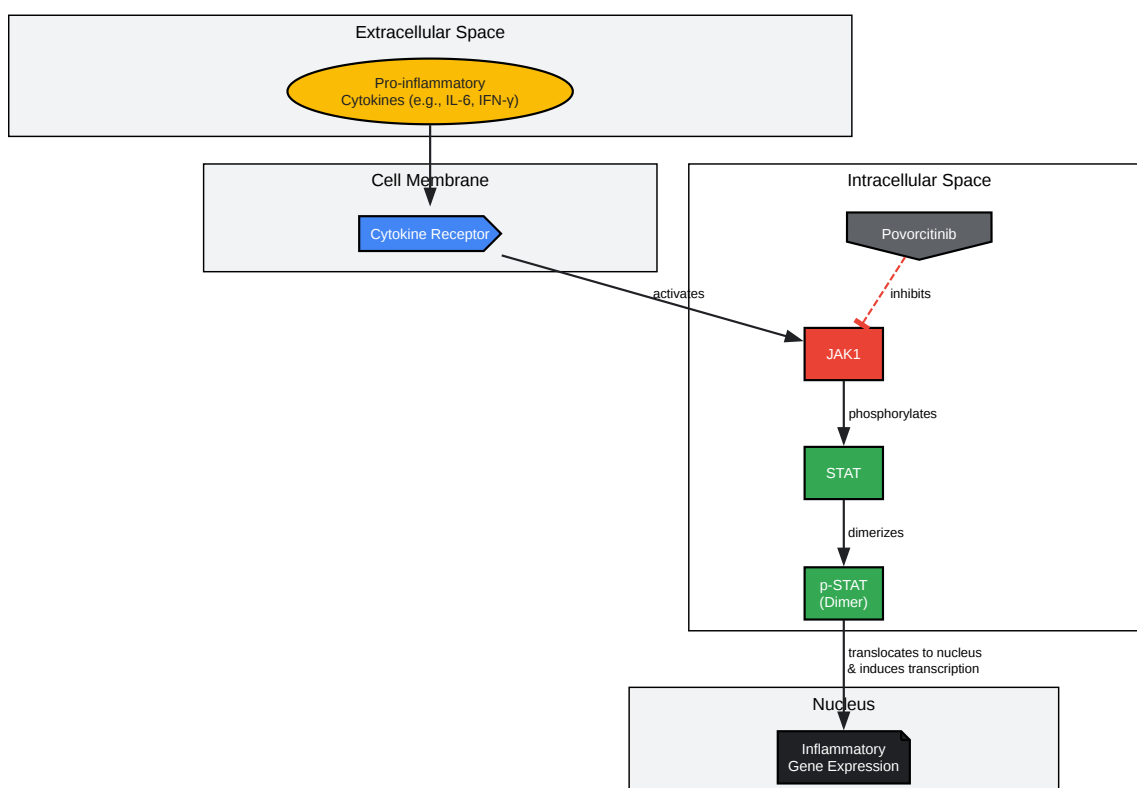 Extracellular Space
Pro-inflammatory
Cytokines (e.g., IL-6, IFN-γ)
Cell Membrane
Cytokine Receptor
Intracellular Space
Povorcitinib
activates
inhibits
JAK1
phosphorylates
STAT
dimerizes
p-STAT
(Dimer)
translocates to nucleus
& induces transcription
Nucleus
Inflammatory
Gene Expression